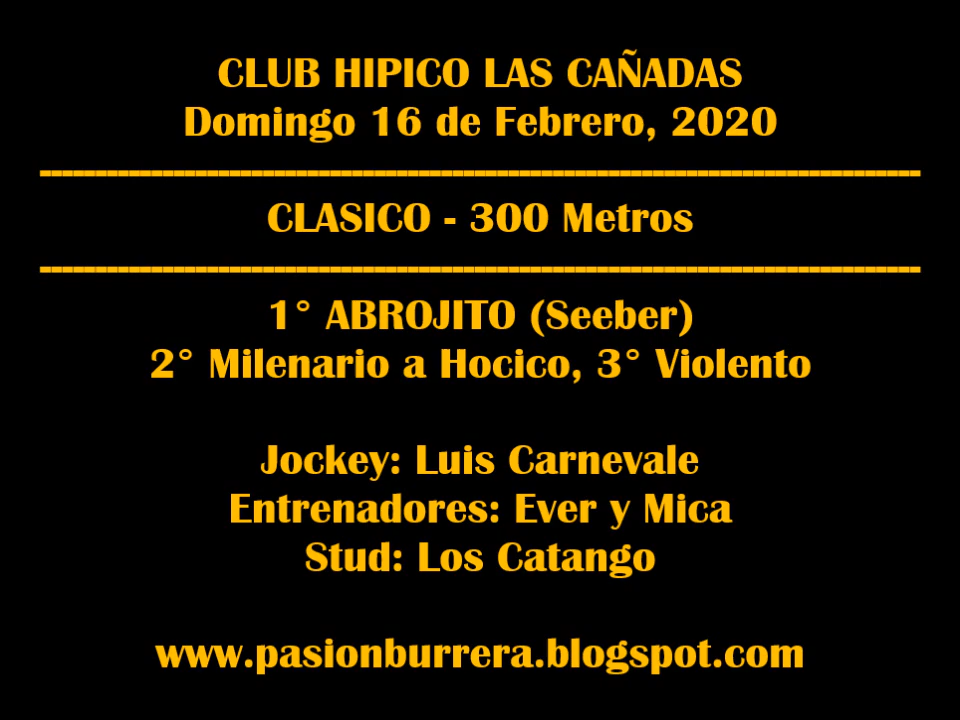 CLUB HIPICO LAS CAÑADAS
Domingo 16 de Febrero, 2020
--------------------------------------------------------------------------------
CLASICO - 300 Metros
--------------------------------------------------------------------------------
1° ABROJITO (Seeber)
2° Milenario a Hocico, 3° Violento
Jockey: Luis Carnevale
Entrenadores: Ever y Mica
Stud: Los Catango
www.pasionburrera.blogspot.com